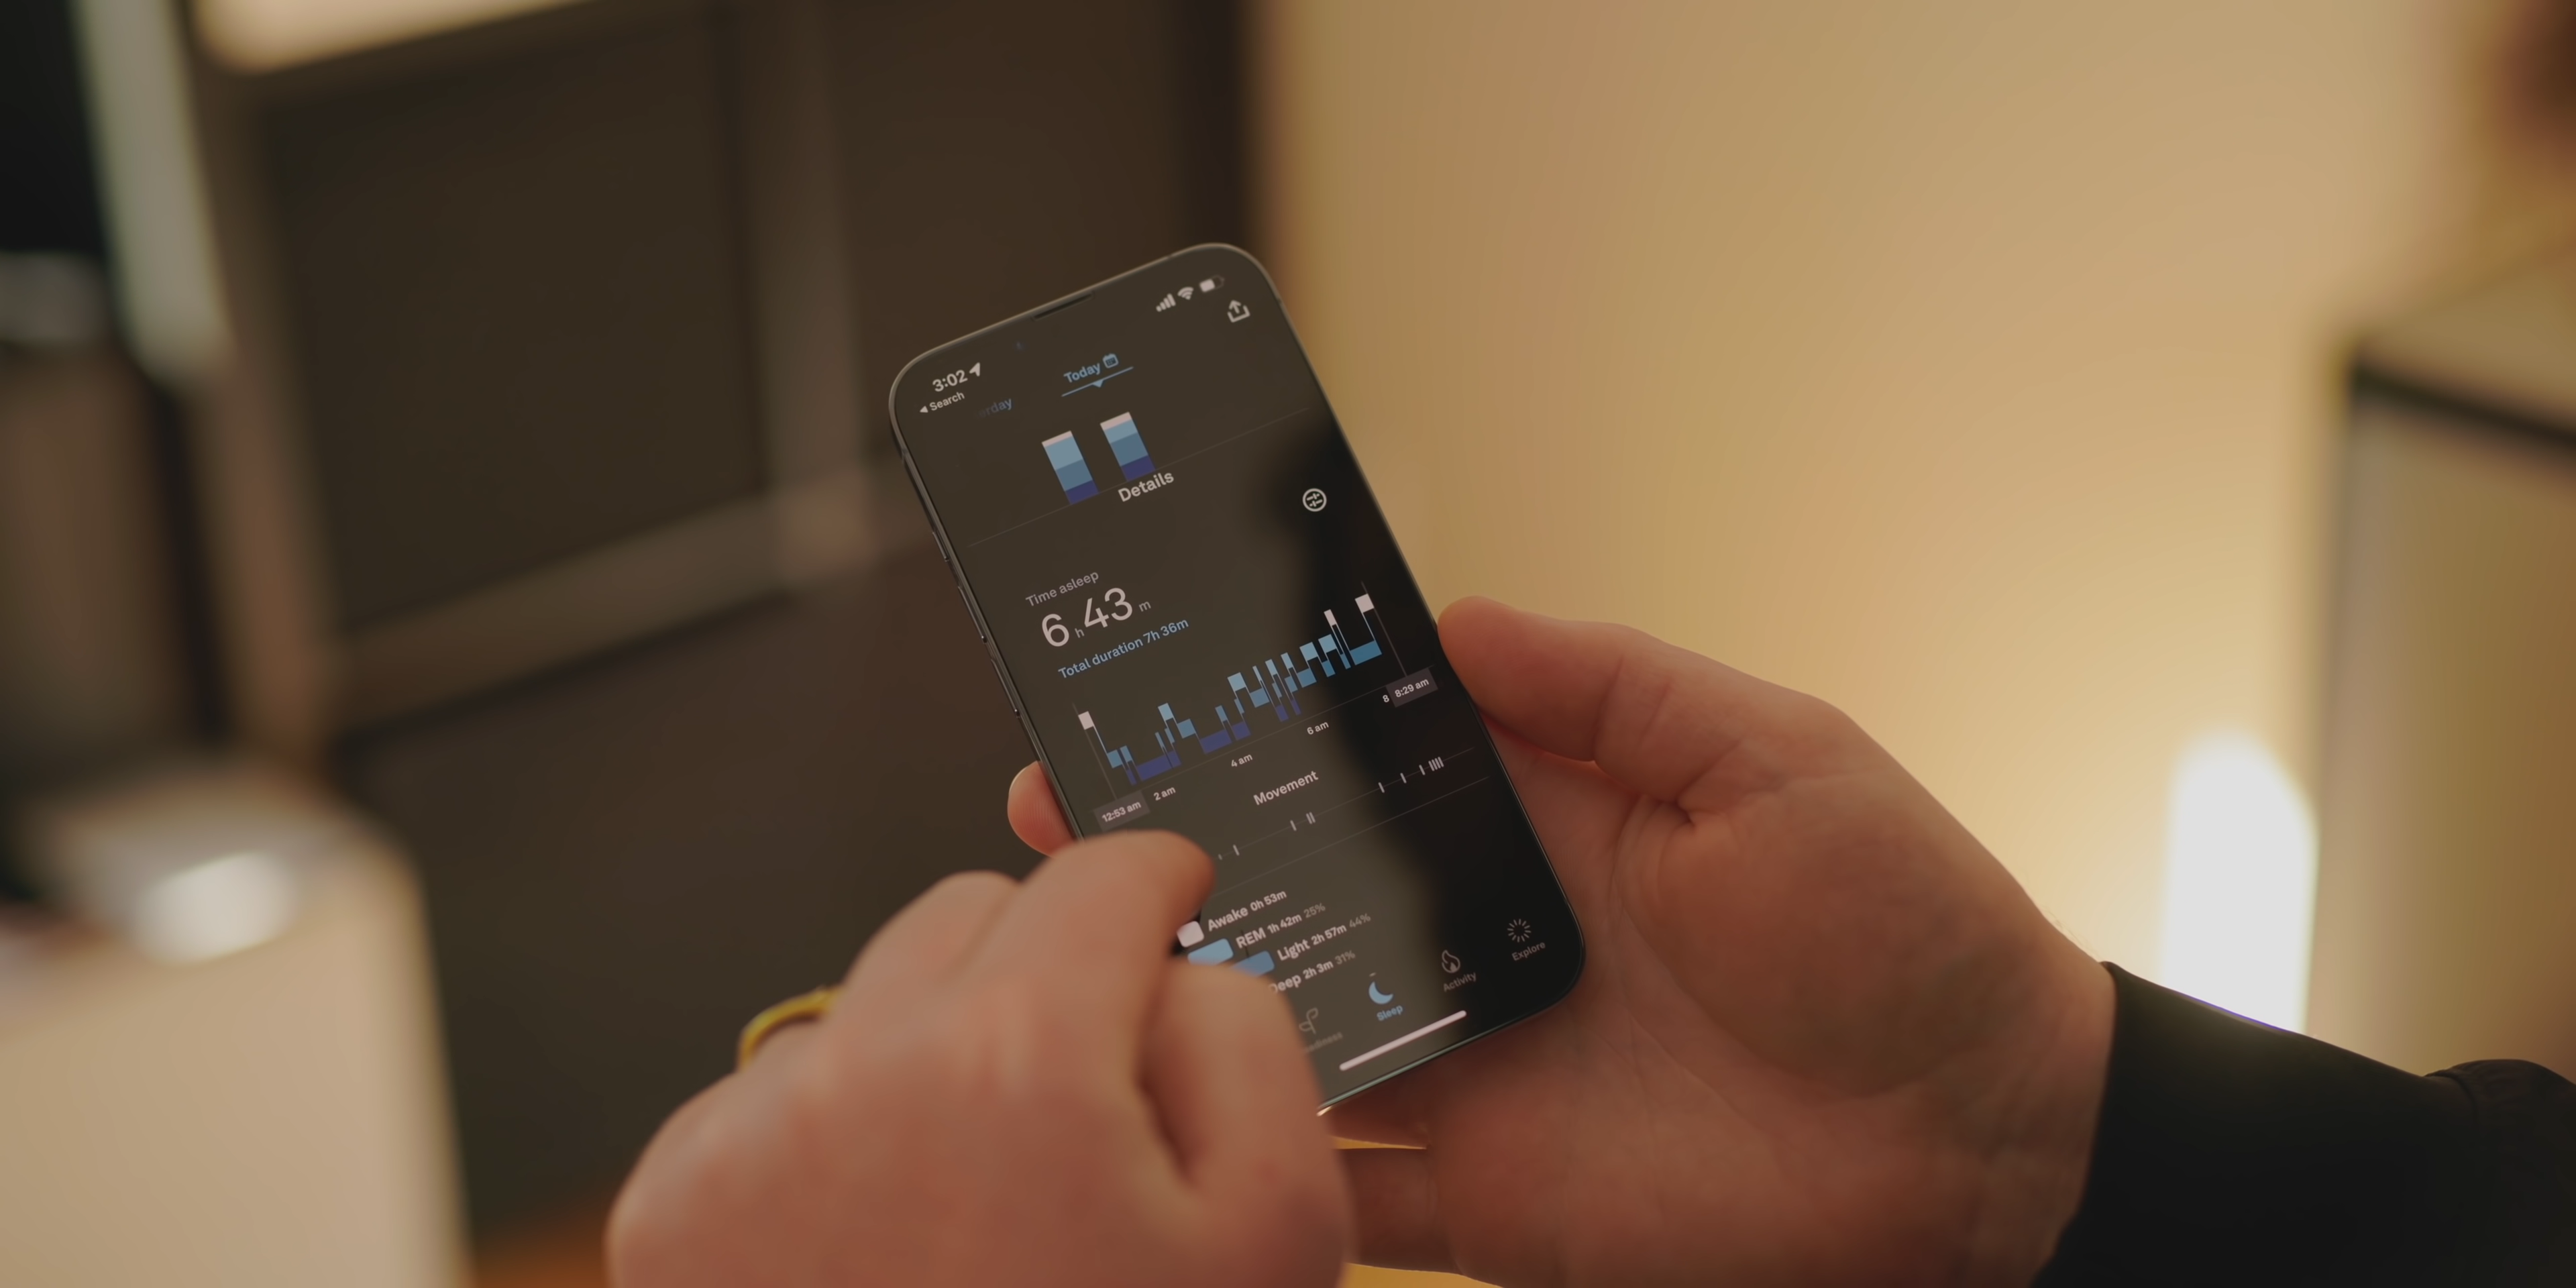 3:02
Search
Today
Details
Time asleep
6 h 43 m
Total duration 7h 36m
12:53 am
2 am
4 am
6 am
8
8:29 am
Movement
Awake 0h 53m
REM 1h 42m 25%
Light 2h 57m 44%
Deep 2h 3m 31%
Sleep
Activity
Explore